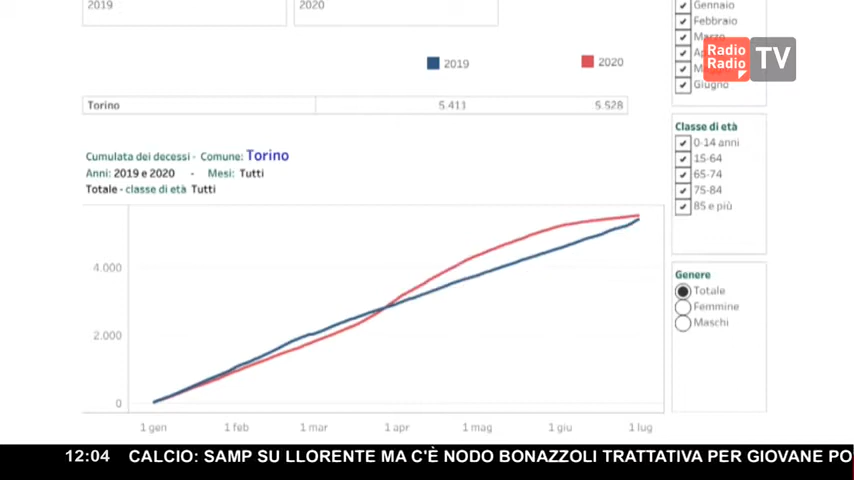 2019
2020
Gennaio
Febbraio
Marzo
Giugno
Radio
Radio
TV
2019
2020
Torino 5.411 5.528
Classe di età
0-14 anni
15-64
65-74
75-84
85 e più
Cumulata dei decessi - Comune: Torino
Anni: 2019 e 2020 - Mesi: Tutti
Totale - classe di età Tutti
4.000
2.000
0
1 gen 1 feb 1 mar 1 apr 1 mag 1 giu 1 lug
Genere
Totale
Femmine
Maschi
12:04 CALCIO: SAMP SU LLORENTE MA C'È NODO BONAZZOLI TRATTATIVA PER GIOVANE PO